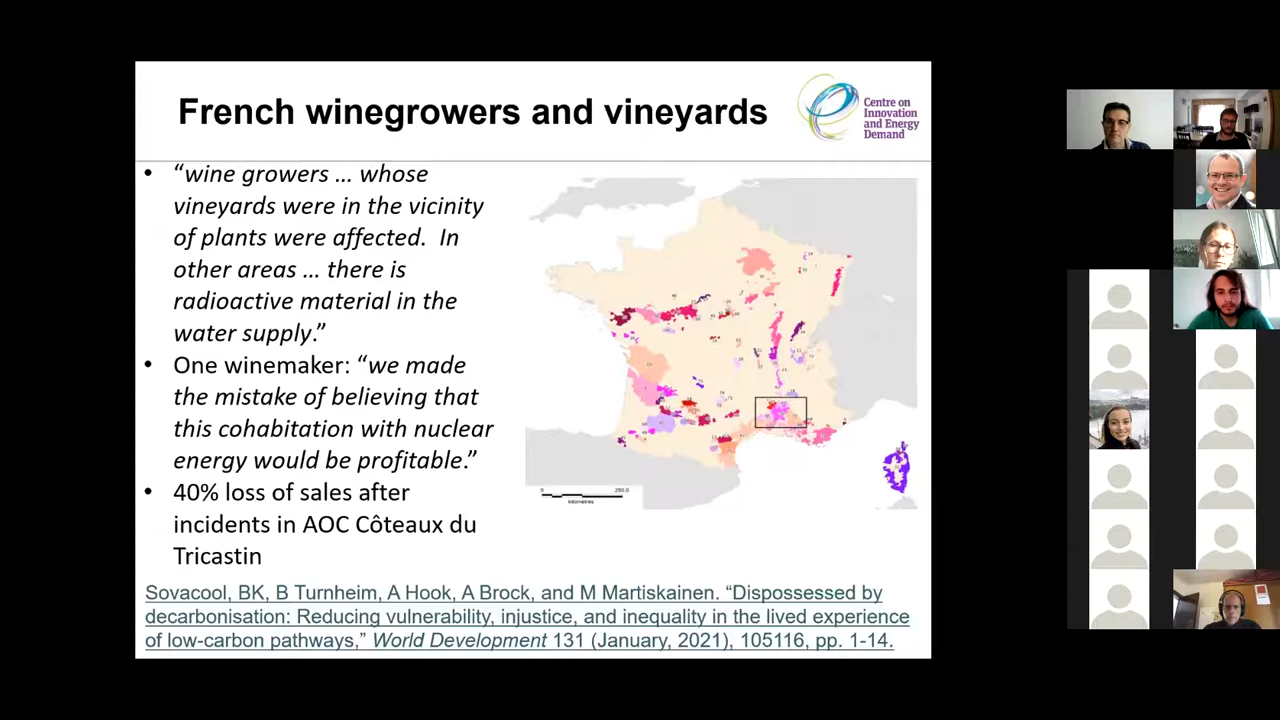 French winegrowers and vineyards
Centre on
Innovation
and Energy
Demand
• “wine growers … whose
vineyards were in the vicinity
of plants were affected. In
other areas … there is
radioactive material in the
water supply.”
• One winemaker: “we made
the mistake of believing that
this cohabitation with nuclear
energy would be profitable.”
• 40% loss of sales after
incidents in AOC Côteaux du
Tricastin
0 250.0
kilometres
Sovacool, BK, B Turnheim, A Hook, A Brock, and M Martiskainen. “Dispossessed by
decarbonisation: Reducing vulnerability, injustice, and inequality in the lived experience
of low-carbon pathways,” World Development 131 (January, 2021), 105116, pp. 1-14.